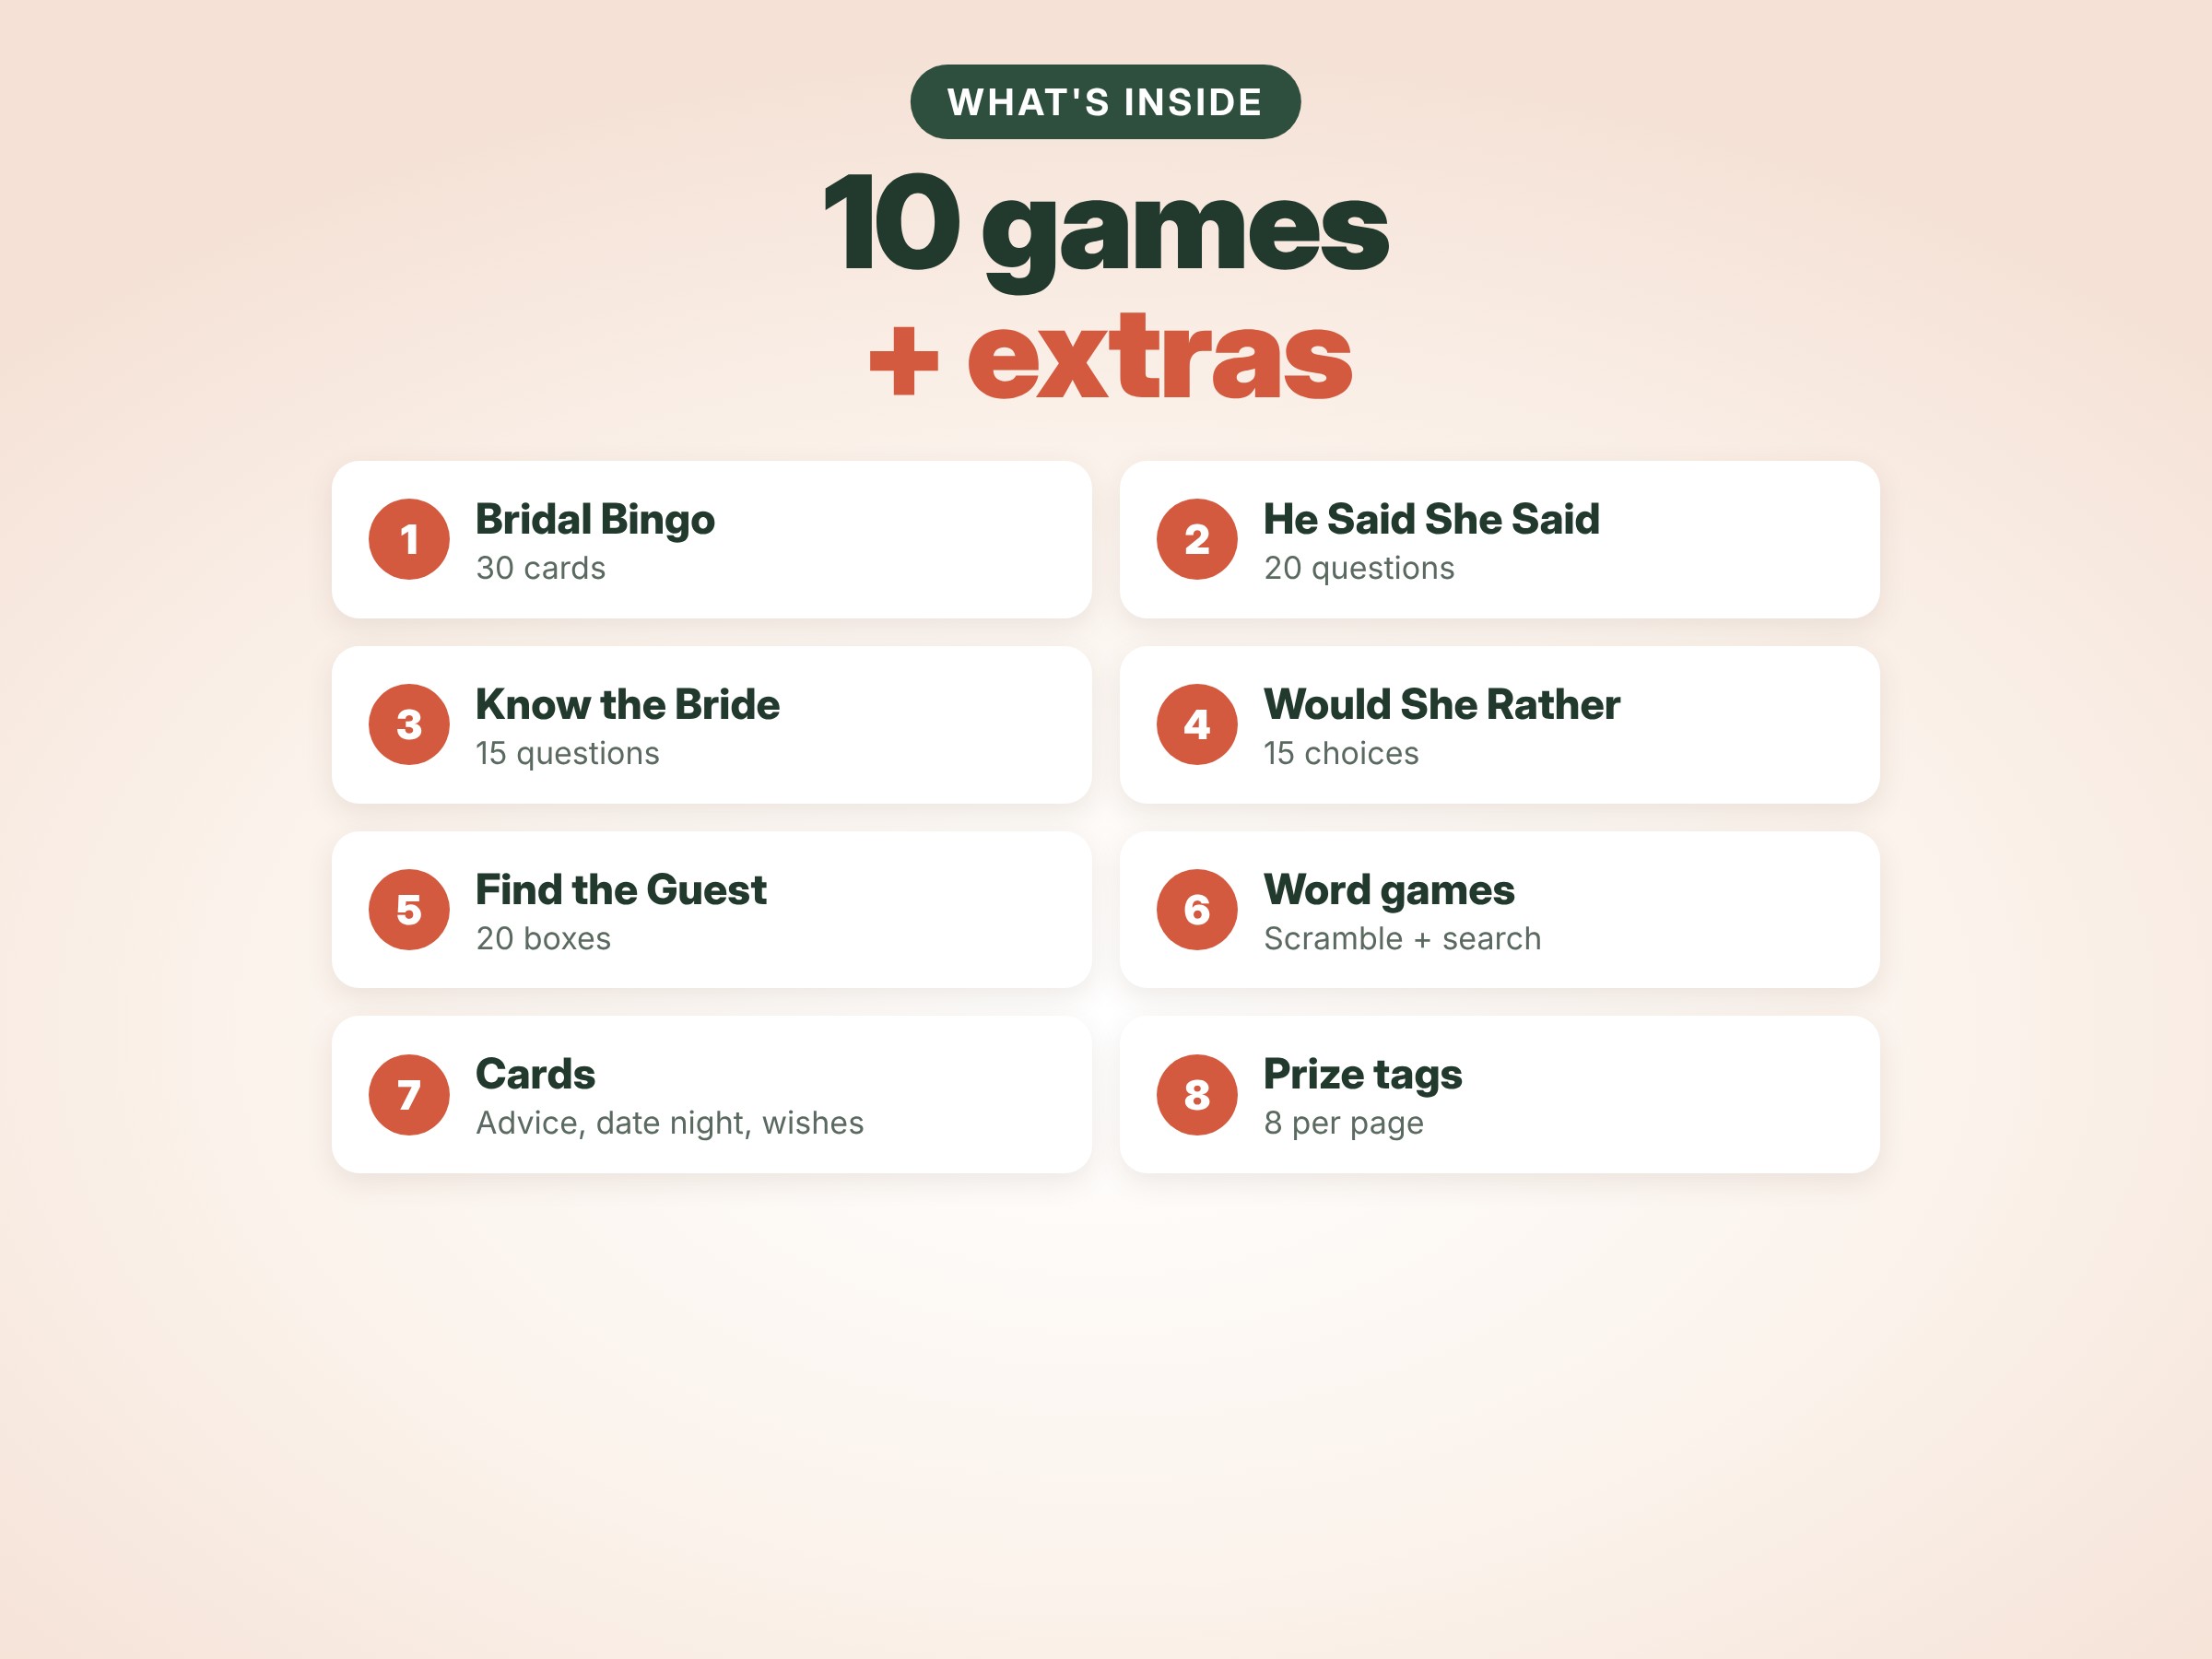 WHAT'S INSIDE
10 games
+ extras
1
Bridal Bingo
30 cards
2
He Said She Said
20 questions
3
Know the Bride
15 questions
4
Would She Rather
15 choices
5
Find the Guest
20 boxes
6
Word games
Scramble + search
7
Cards
Advice, date night, wishes
8
Prize tags
8 per page